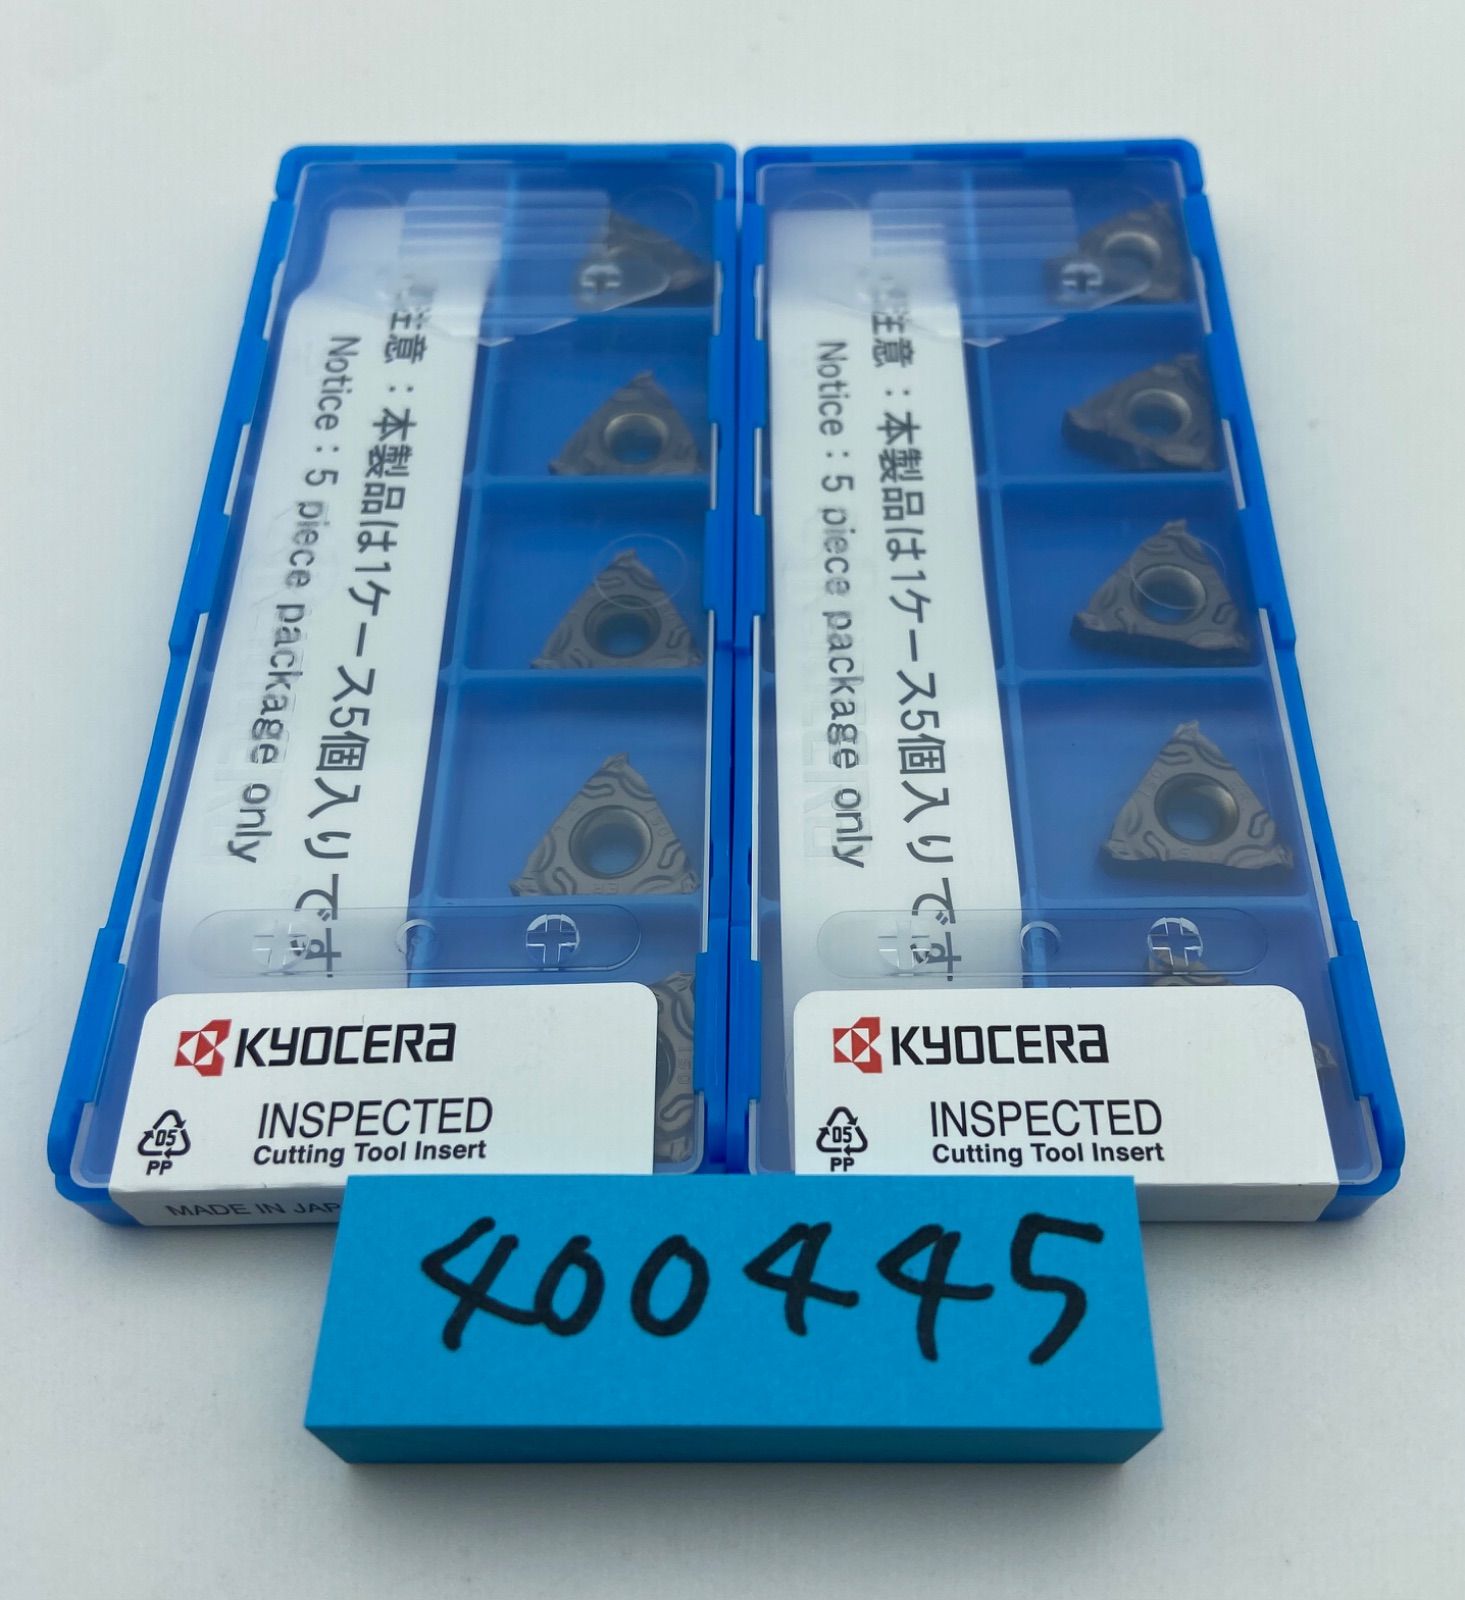 注意：本製品は1ケース5個入りです
Notice：5 piece package only
注意：本製品は1ケース5個入りです
Notice：5 piece package only
KYOCERA
INSPECTED
Cutting Tool Insert
05
PP
MADE IN JAP
KYOCERA
INSPECTED
Cutting Tool Insert
05
PP
400445